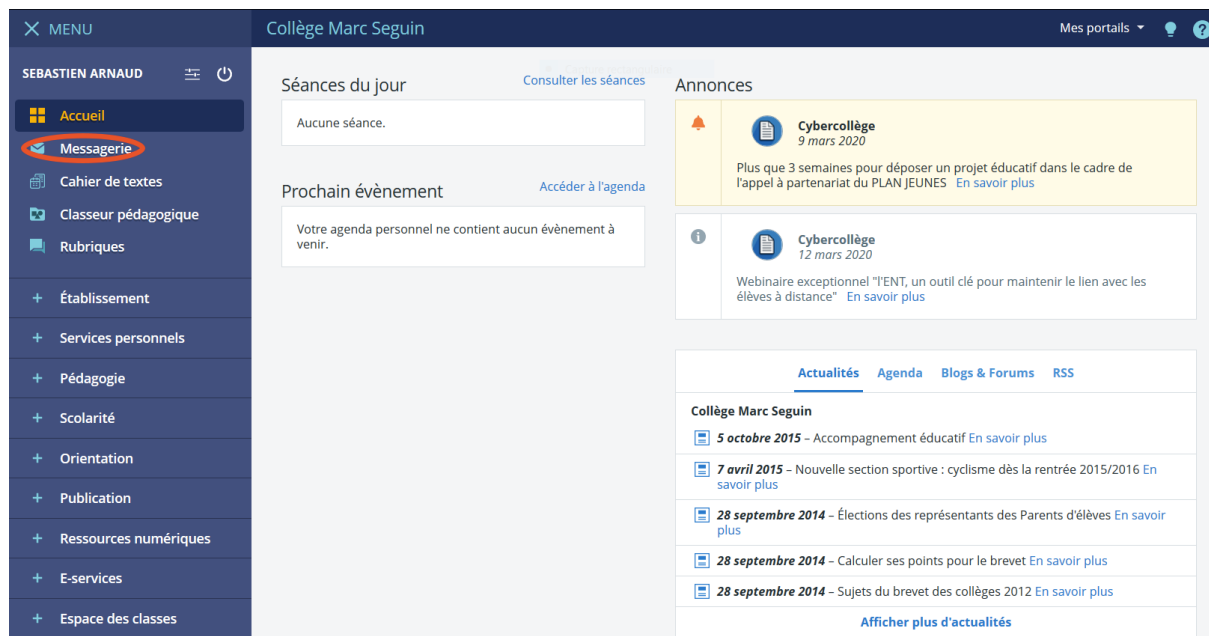 MENU
Collège Marc Seguin
Mes portails
SEBASTIEN ARNAUD
Accueil
Messagerie
Cahier de textes
Classeur pédagogique
Rubriques
+ Établissement
+ Services personnels
+ Pédagogie
+ Scolarité
+ Orientation
+ Publication
+ Ressources numériques
+ E-services
+ Espace des classes
Séances du jour
Consulter les séances
Aucune séance.
Prochain évènement
Accéder à l'agenda
Votre agenda personnel ne contient aucun évènement à
venir.
Annonces
Cybercollège
9 mars 2020
Plus que 3 semaines pour déposer un projet éducatif dans le cadre de
l'appel à partenariat du PLAN JEUNES En savoir plus
Cybercollège
12 mars 2020
Webinaire exceptionnel "l'ENT, un outil clé pour maintenir le lien avec les
élèves à distance" En savoir plus
Actualités Agenda Blogs & Forums RSS
Collège Marc Seguin
5 octobre 2015 – Accompagnement éducatif En savoir plus
7 avril 2015 – Nouvelle section sportive : cyclisme dès la rentrée 2015/2016 En
savoir plus
28 septembre 2014 – Élections des représentants des Parents d'élèves En savoir
plus
28 septembre 2014 – Calculer ses points pour le brevet En savoir plus
28 septembre 2014 – Sujets du brevet des collèges 2012 En savoir plus
Afficher plus d'actualités